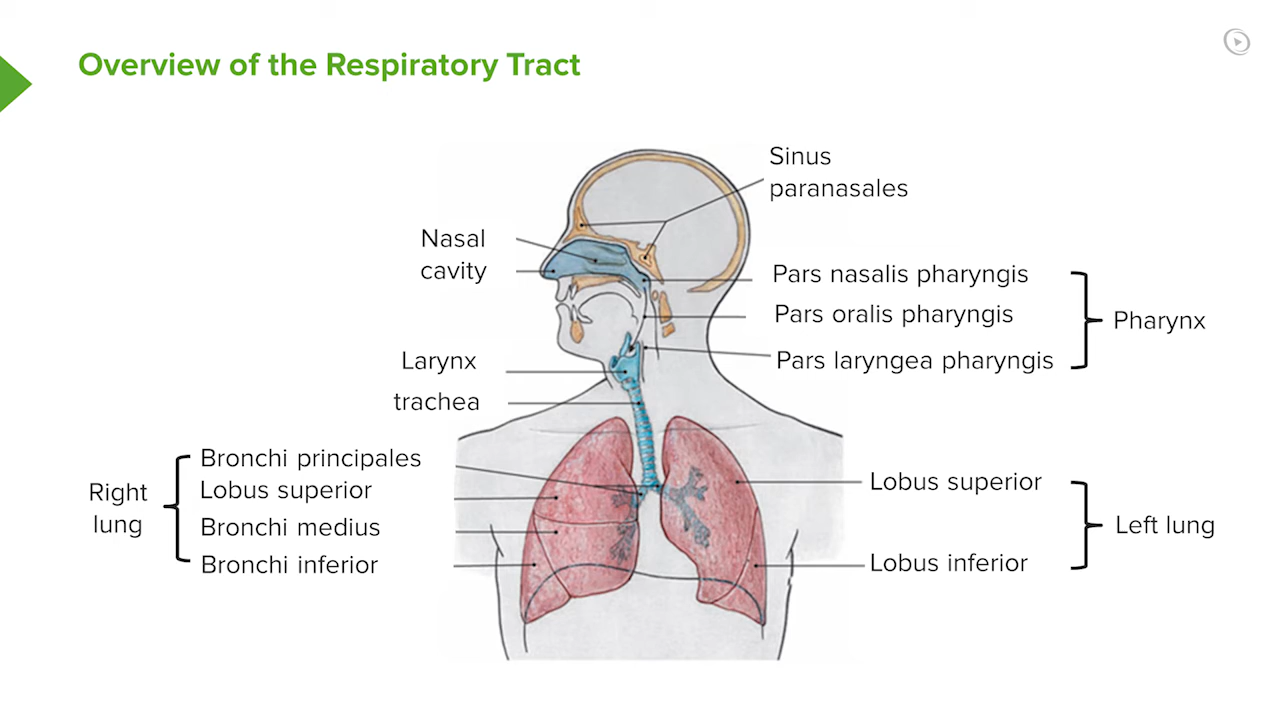 Overview of the Respiratory Tract
Sinus
paranasales
Nasal
cavity
Pars nasalis pharyngis
Pars oralis pharyngis
Pars laryngea pharyngis
Pharynx
Larynx
trachea
Right
lung
Bronchi principales
Lobus superior
Bronchi medius
Bronchi inferior
Lobus superior
Lobus inferior
Left lung